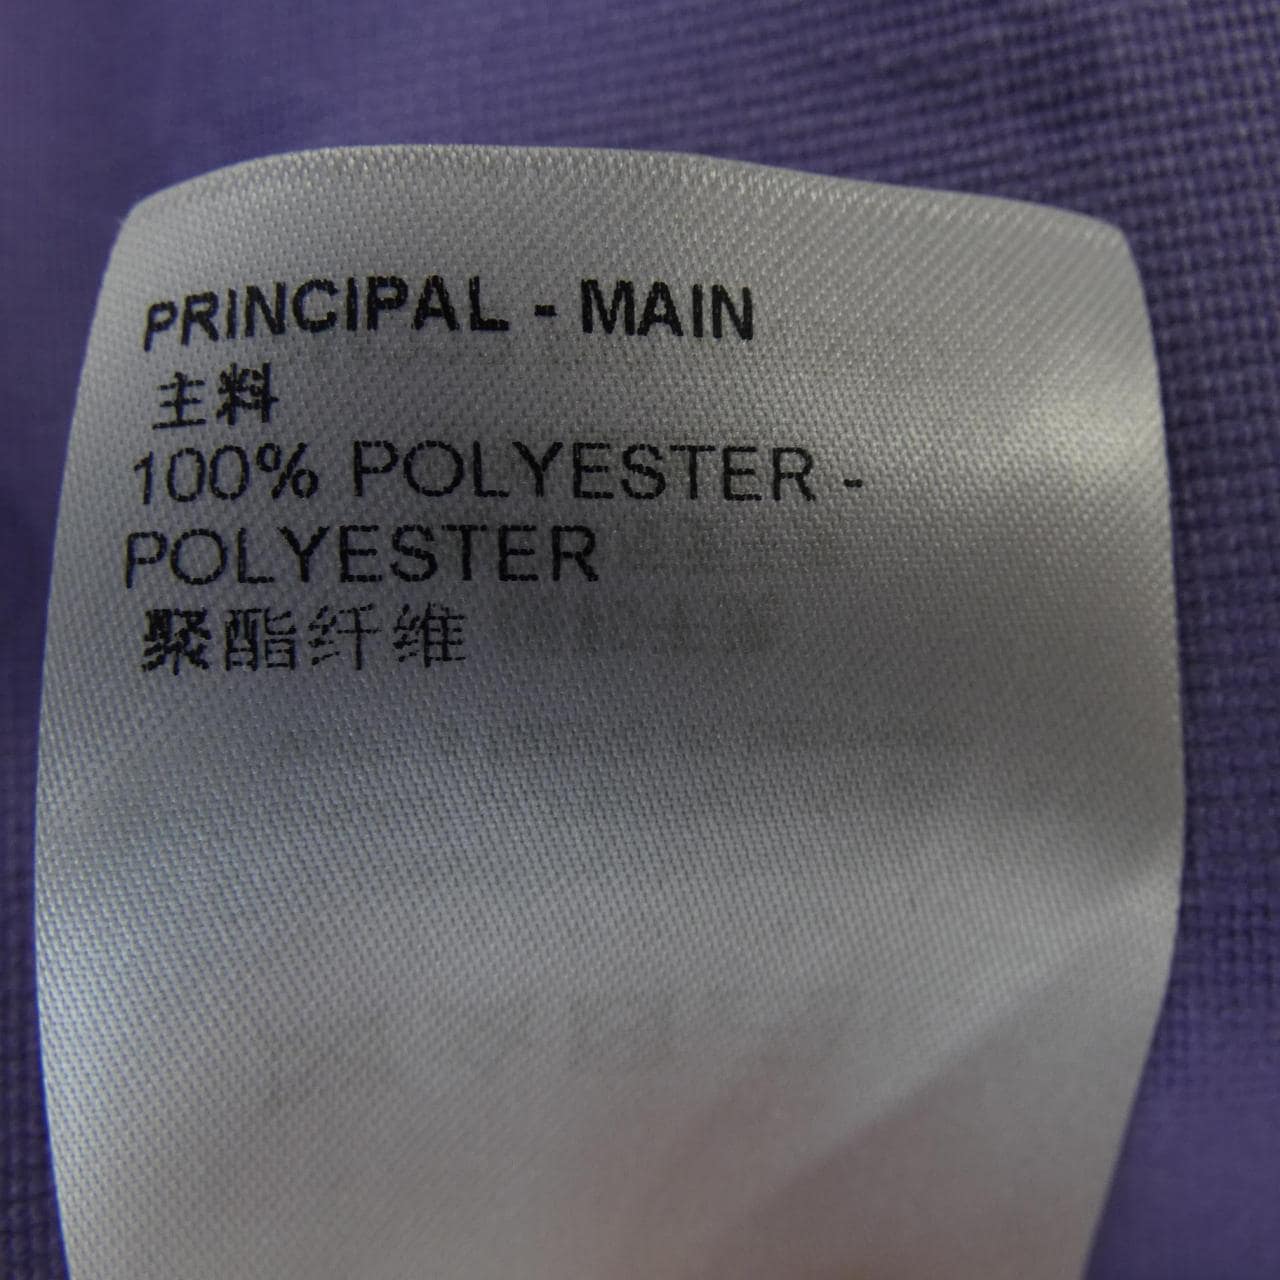 PRINCIPAL - MAIN
主料
100% POLYESTER -
POLYESTER
聚酯纤维